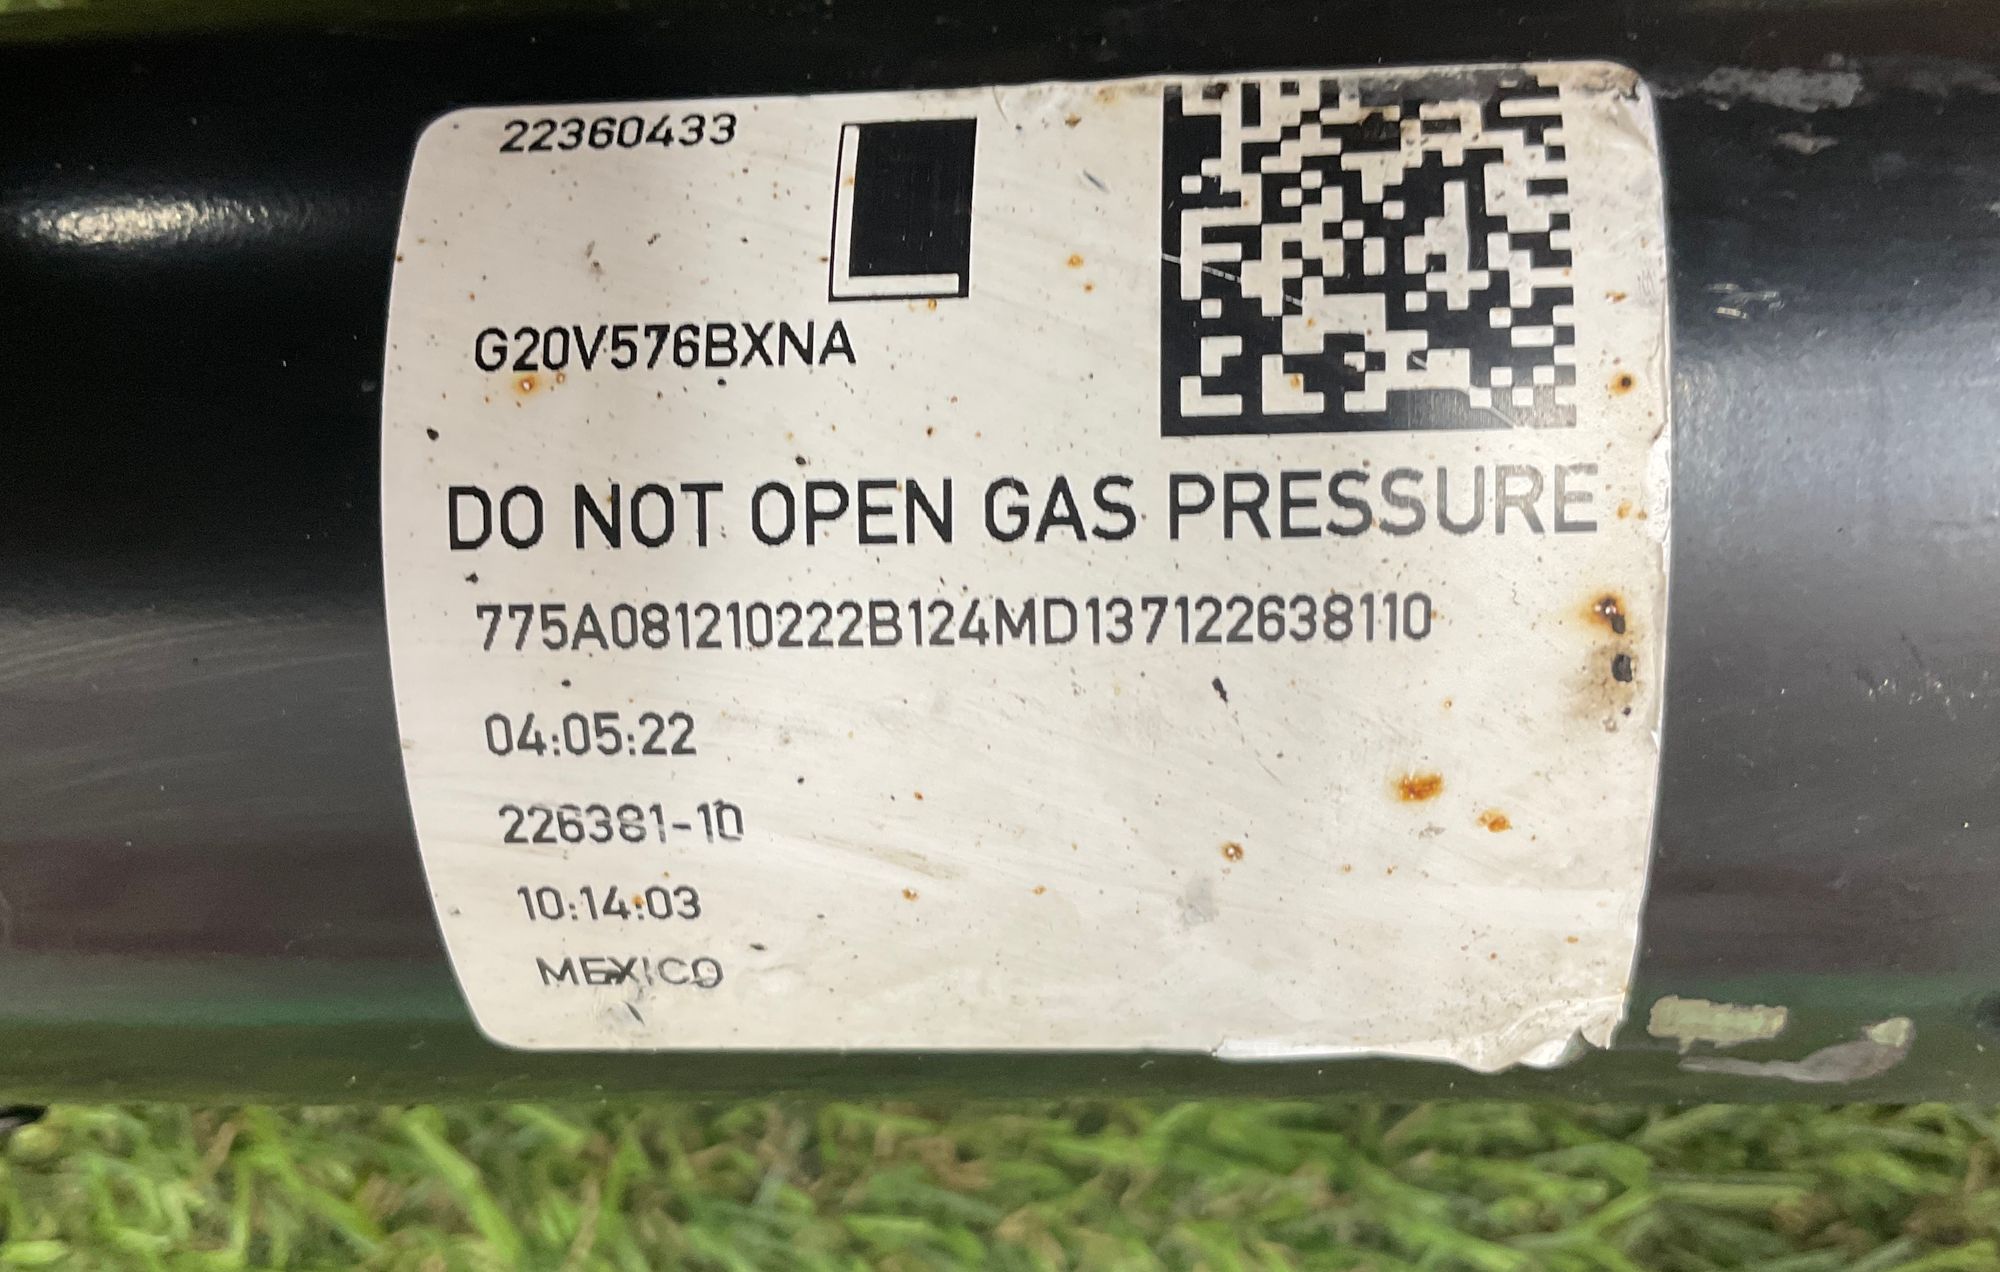 22360433
G20V576BXNA
DO NOT OPEN GAS PRESSURE
775A081210222B124MD137122638110
04:05:22
226381-10
10:14:03
MEXICO